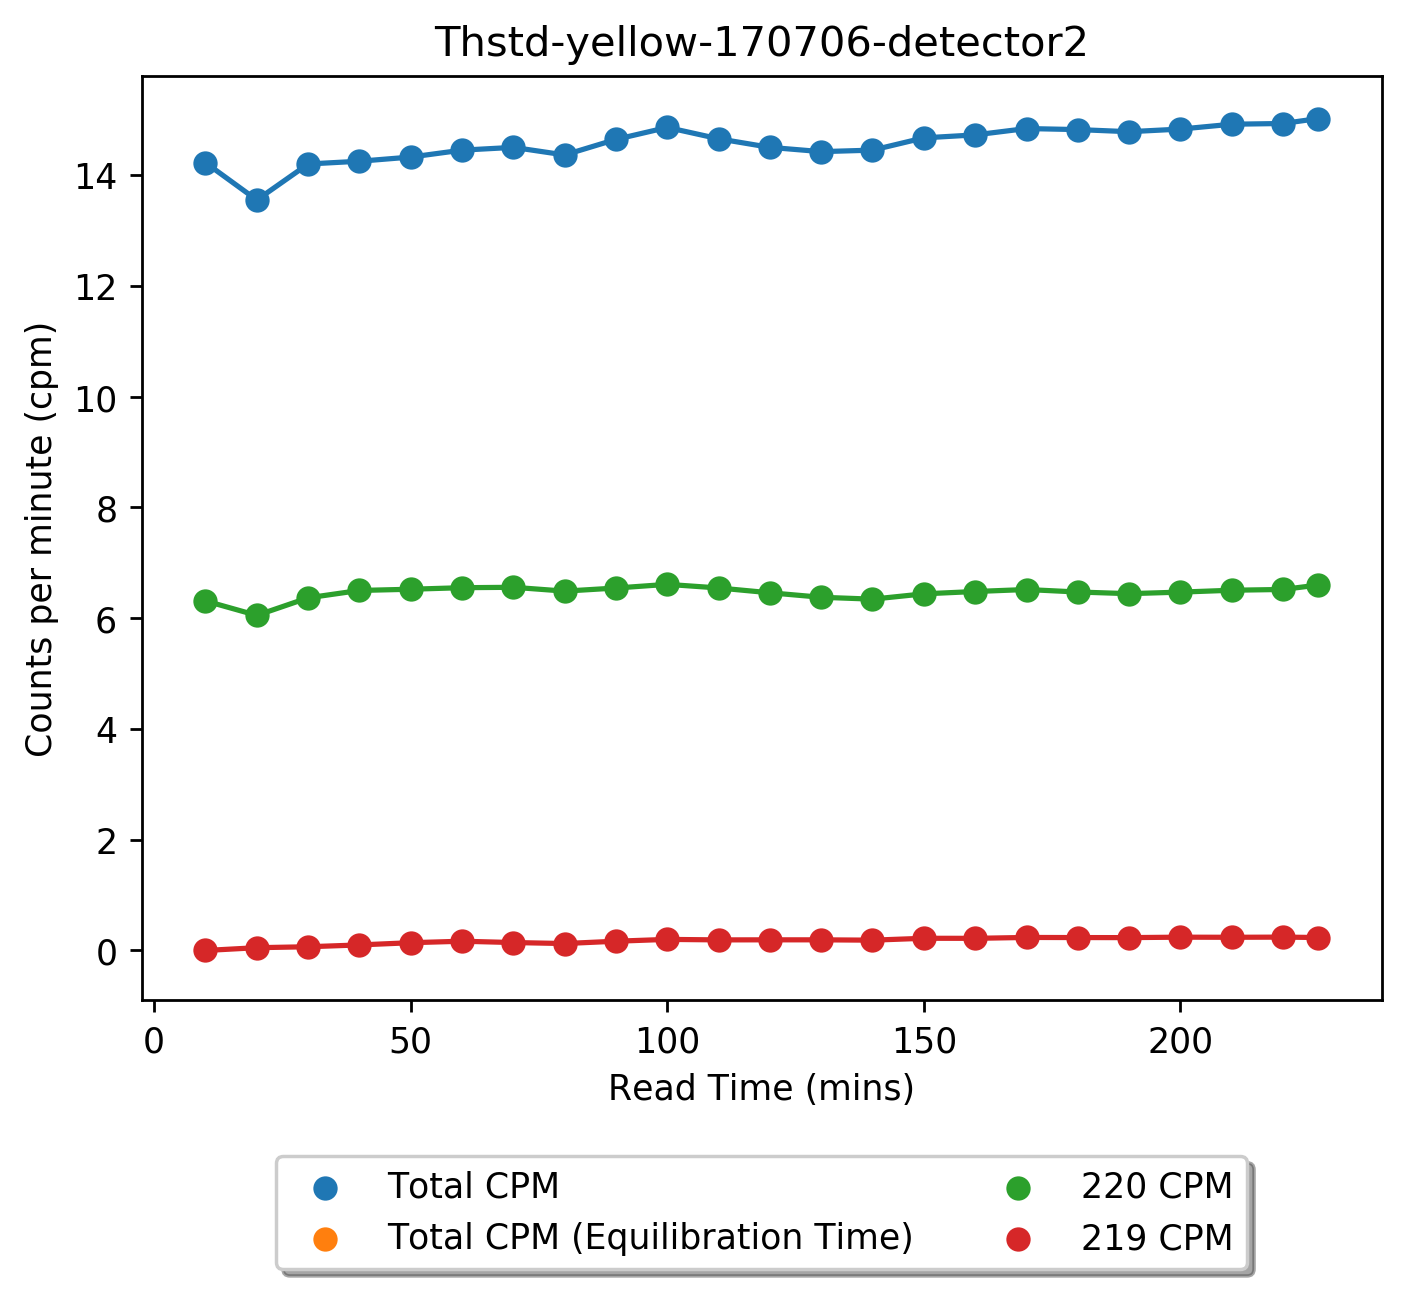 Thstd-yellow-170706-detector2
Counts per minute (cpm)
14
12
10
8
6
4
2
0
0 50 100 150 200
Read Time (mins)
Total CPM
Total CPM (Equilibration Time)
220 CPM
219 CPM